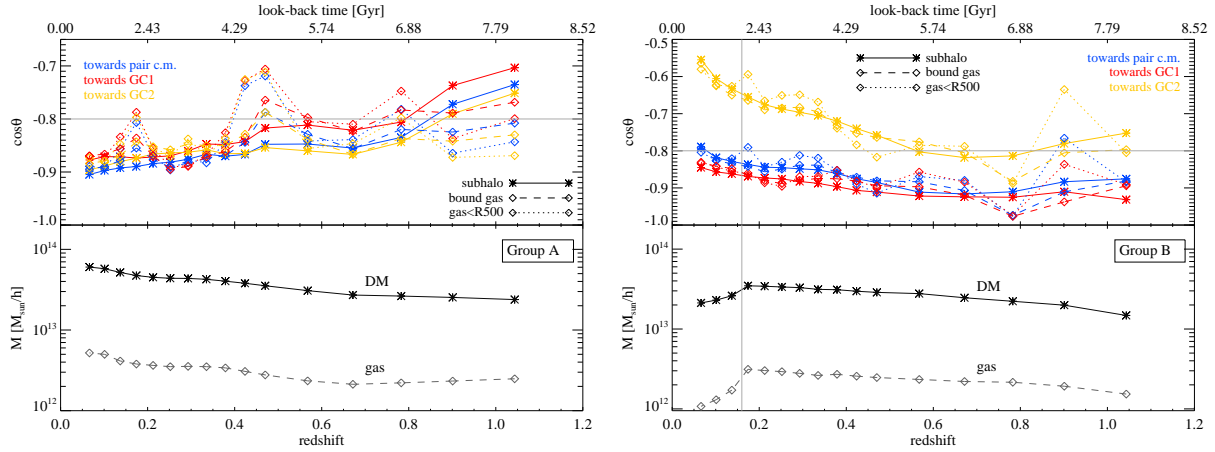 look-back time [Gyr]
0.00 2.43 4.29 5.74 6.88 7.79 8.52
towards pair c.m.
towards GC1
towards GC2
-0.7
-0.8
-0.9
-1.0
cosθ
subhalo
bound gas
gas<R500
Group A
10^14
10^13
10^12
M [M_sun/h]
DM
gas
0.0 0.2 0.4 0.6 0.8 1.0 1.2
redshift
look-back time [Gyr]
0.00 2.43 4.29 5.74 6.88 7.79 8.52
-0.5
-0.6
-0.8
-0.9
-1.0
cosθ
subhalo
bound gas
gas<R500
towards pair c.m.
towards GC1
towards GC2
Group B
10^14
10^13
10^12
M [M_sun/h]
DM
gas
0.0 0.2 0.4 0.6 0.8 1.0 1.2
redshift